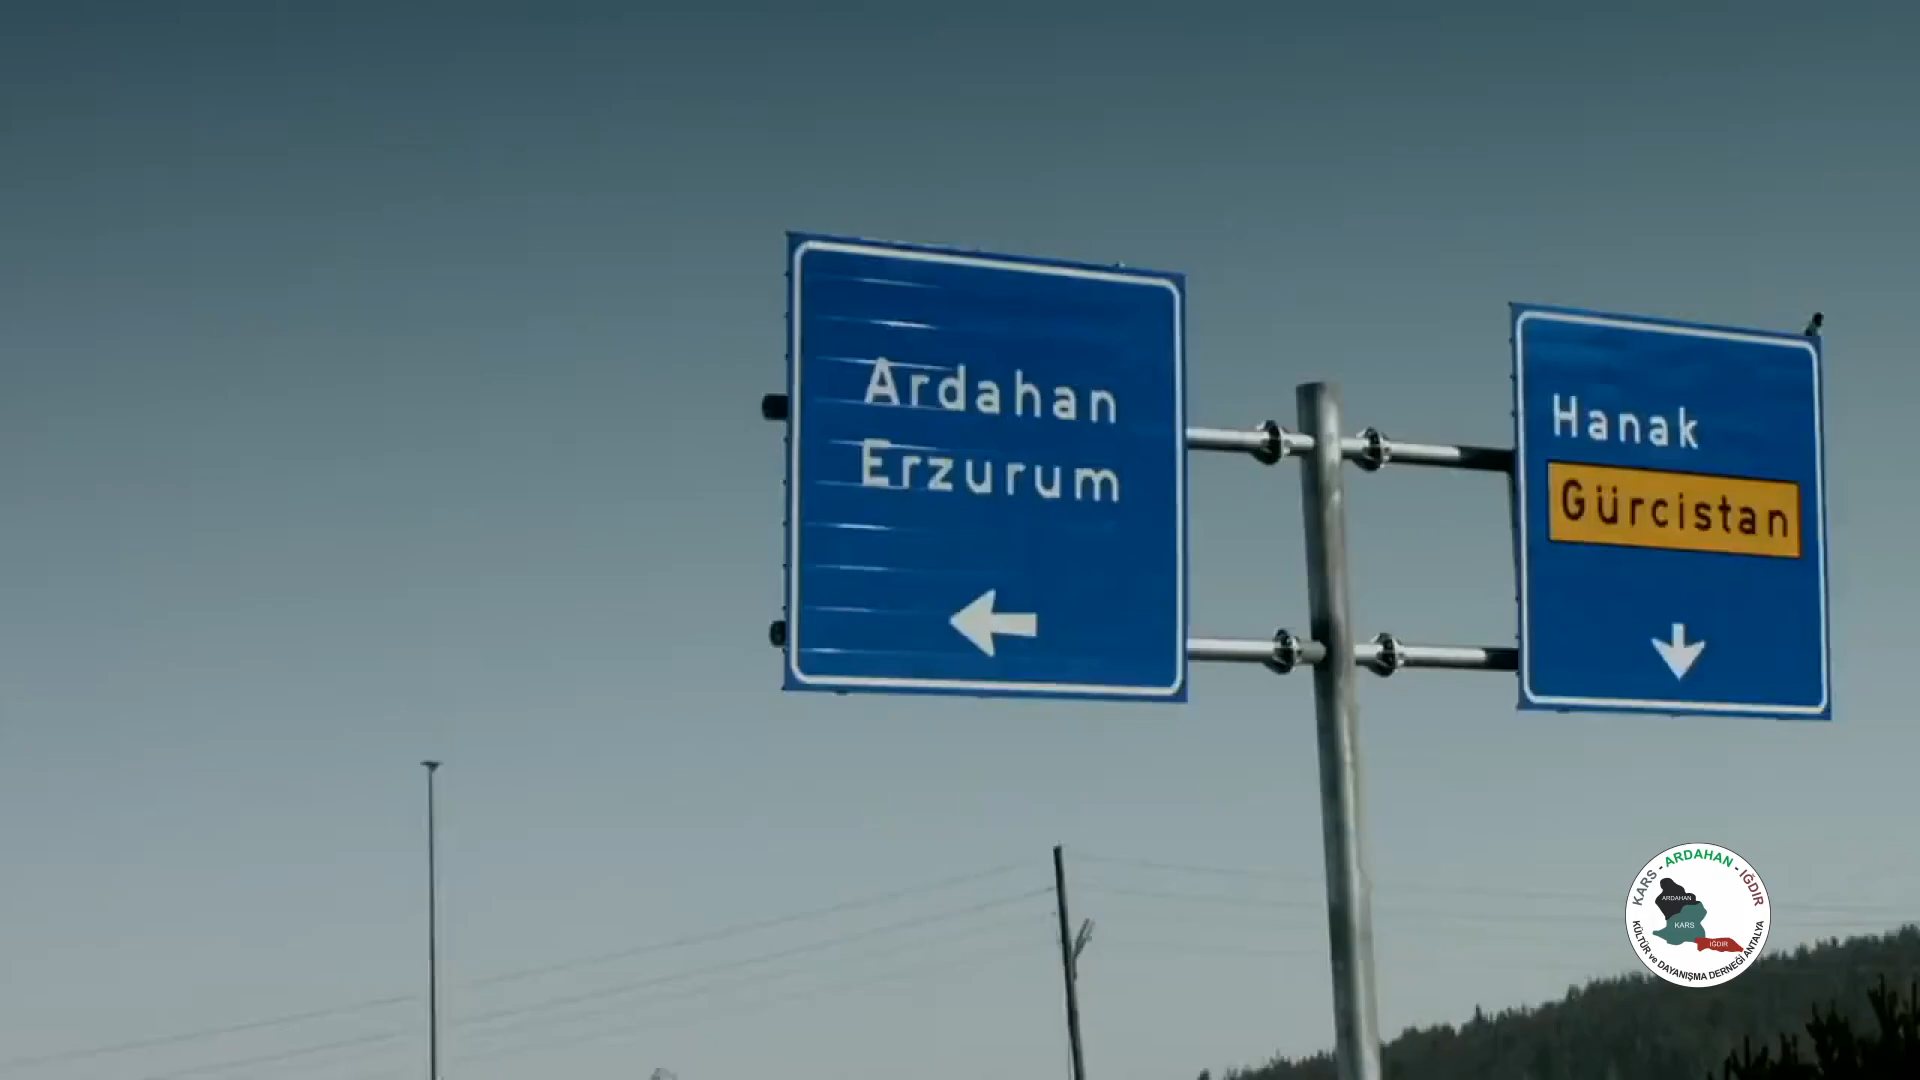 Ardahan
Erzurum
Hanak
Gürcistan
KARS - ARDAHAN - IĞDIR
ARDAHAN
KARS
IĞDIR
KÜLTÜR ve DAYANIŞMA DERNEĞİ ANTALYA